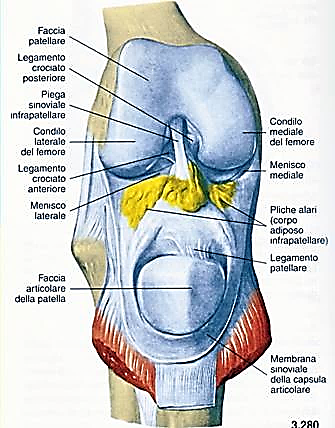 Faccia
patellare
Legamento
crociato
posteriore
Piega
sinoviale
infrapatellare
Condilo
laterale
del femore
Legamento
crociato
anteriore
Menisco
laterale
Faccia
articolare
della patella
Condilo
mediale
del femore
Menisco
mediale
Pliche alari
(corpo
adiposo
infrapatellare)
Legamento
patellare
Membrana
sinoviale
della capsula
articolare
3.280